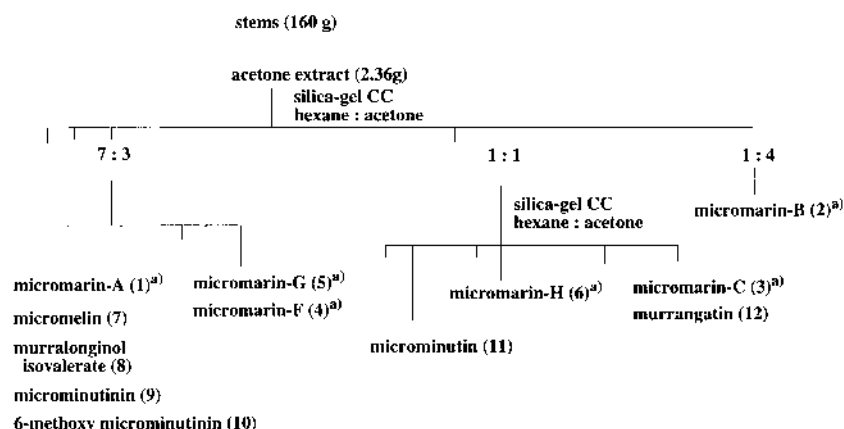 stems (160 g)
acetone extract (2.36g)
silica-gel CC
hexane : acetone
7 : 3
1 : 1
1 : 4
silica-gel CC
hexane : acetone
micromarin-B (2)a)
micromarin-A (1)a)
micromelin (7)
murralonginol
isovalerate (8)
microminutinin (9)
6-methoxy microminutinin (10)
micromarin-G (5)a)
micromarin-F (4)a)
microminutin (11)
micromarin-H (6)a)
micromarin-C (3)a)
murrangatin (12)